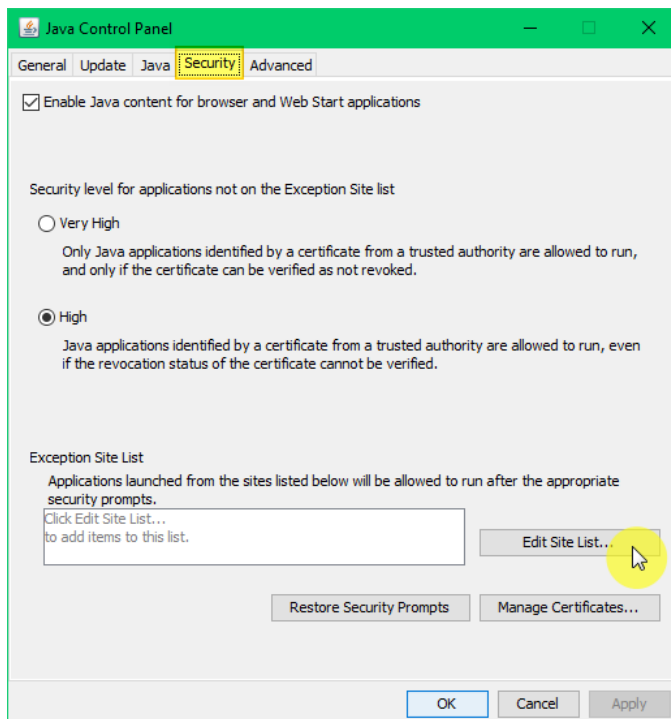 Java Control Panel
General Update Java Security Advanced
Enable Java content for browser and Web Start applications
Security level for applications not on the Exception Site list
Very High
Only Java applications identified by a certificate from a trusted authority are allowed to run,
and only if the certificate can be verified as not revoked.
High
Java applications identified by a certificate from a trusted authority are allowed to run, even
if the revocation status of the certificate cannot be verified.
Exception Site List
Applications launched from the sites listed below will be allowed to run after the appropriate
security prompts.
Click Edit Site List...
to add items to this list.
Edit Site List...
Restore Security Prompts Manage Certificates...
OK Cancel Apply